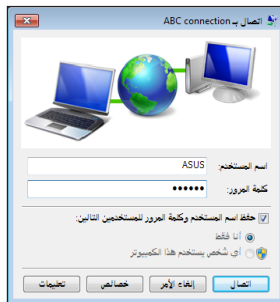 اتصال بـ ABC connection
اسم المستخدم: ASUS
كلمة المرور: ••••••
حفظ اسم المستخدم وكلمة المرور للمستخدمين التاليين:
أنا فقط
أي شخص يستخدم هذا الكمبيوتر
اتصال إلغاء الأمر خصائص تعليمات